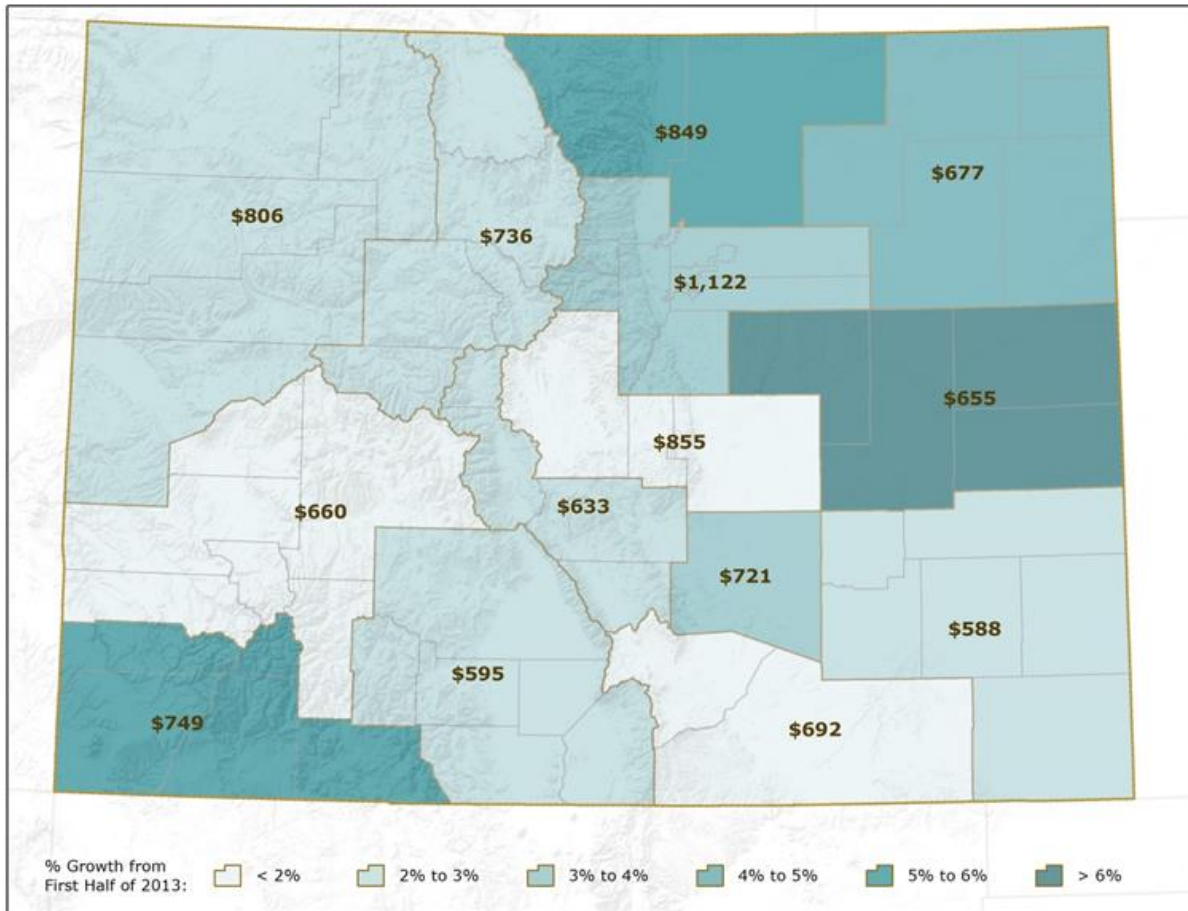 $849
$677
$806
$736
$1,122
$655
$855
$660
$633
$721
$588
$595
$749
$692
% Growth from
First Half of 2013:
< 2%
2% to 3%
3% to 4%
4% to 5%
5% to 6%
> 6%